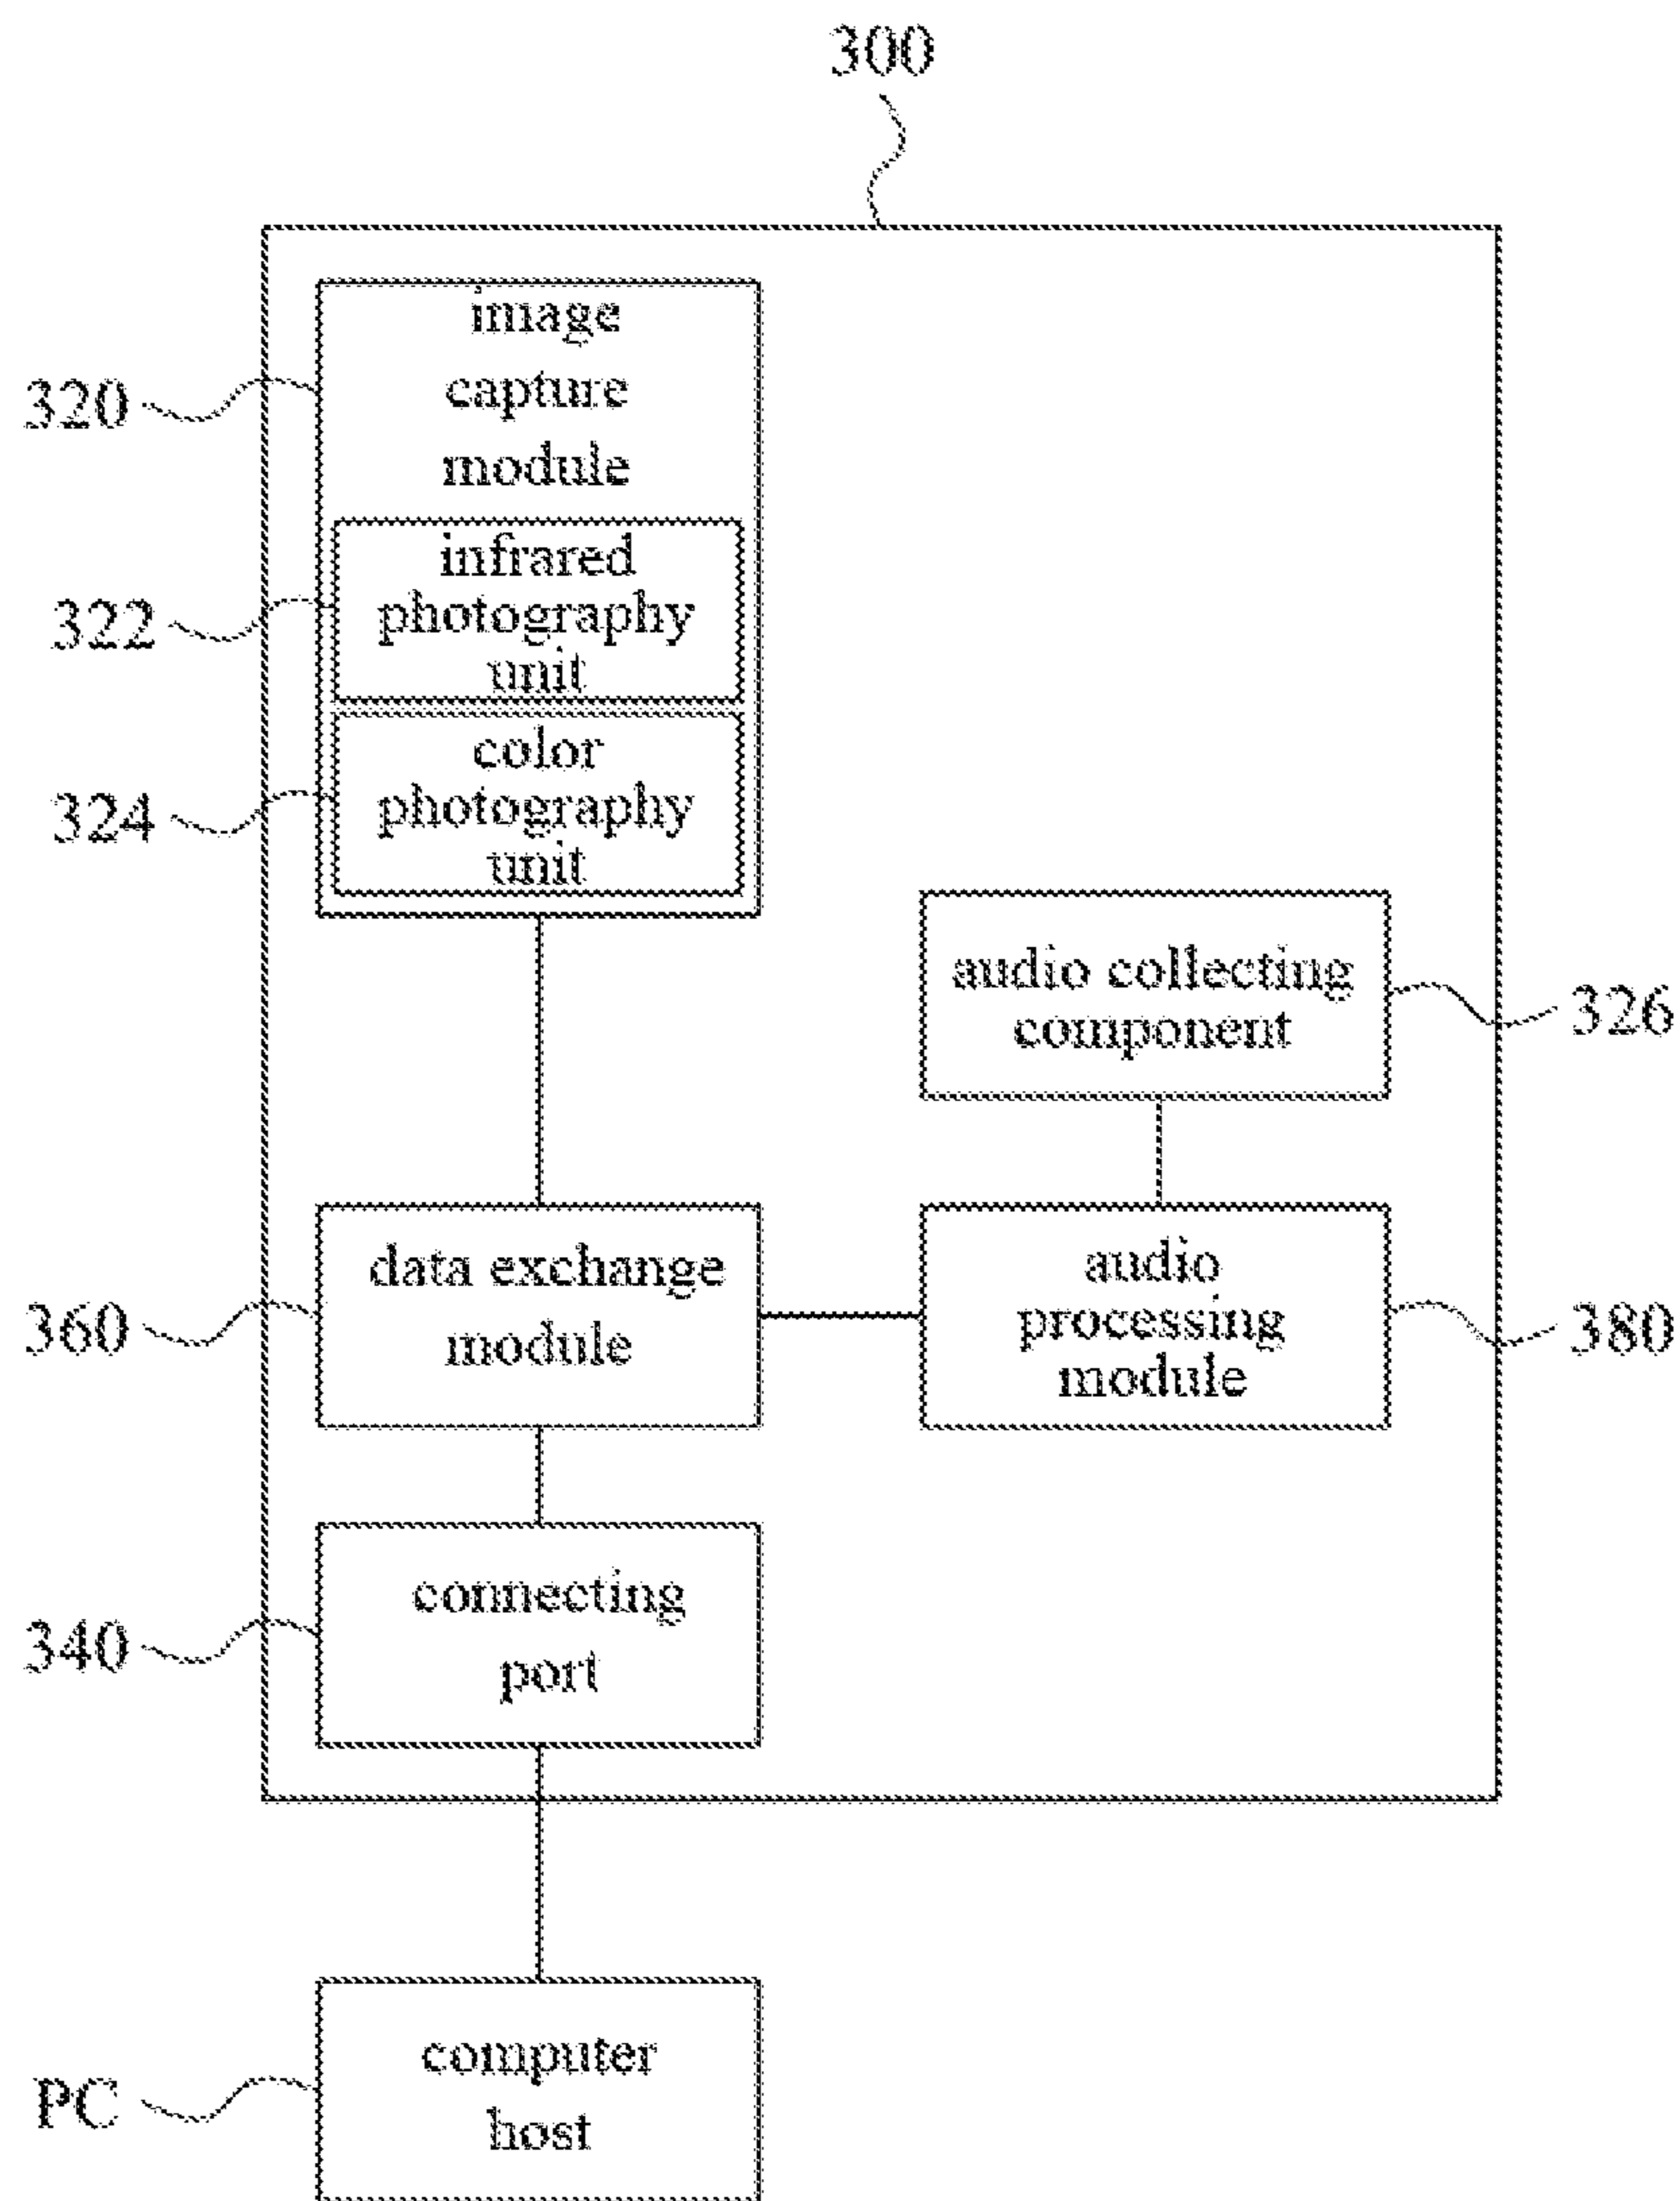 300
image
capture
module
320
infrared
photography
unit
322
color
photography
unit
324
audio collecting
component
326
data exchange
module
360
audio
processing
module
380
connecting
port
340
computer
host
PC